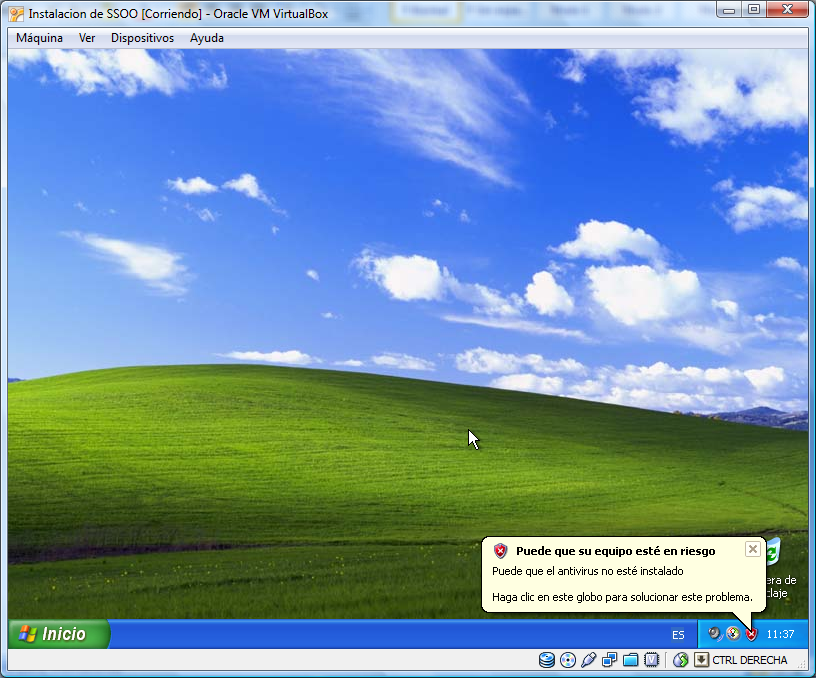 Instalacion de SSOO [Corriendo] - Oracle VM VirtualBox
Máquina Ver Dispositivos Ayuda
Puede que su equipo esté en riesgo
Puede que el antivirus no esté instalado
Haga clic en este globo para solucionar este problema.
era de
claje
Inicio
ES
11:37
CTRL DERECHA